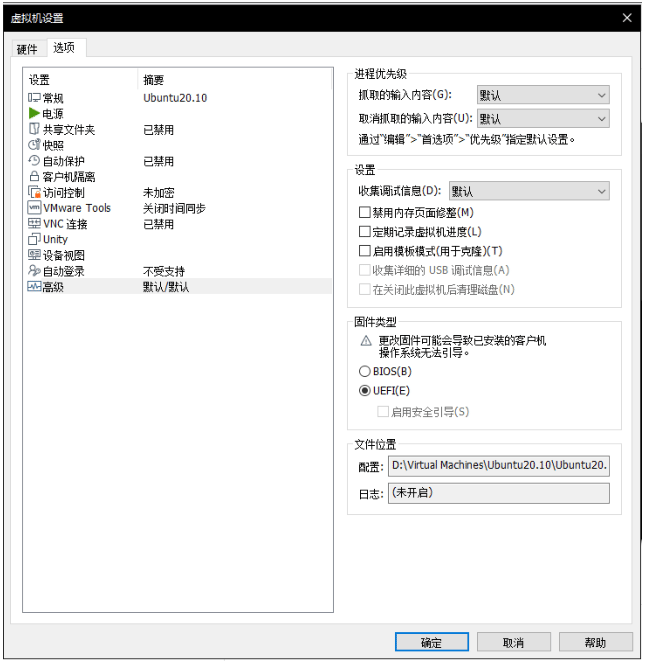 虚拟机设置
硬件 选项
设置 摘要
常规 Ubuntu20.10
电源
共享文件夹 已禁用
快照
自动保护 已禁用
客户机隔离
访问控制 未加密
VMware Tools 关闭时间同步
VNC 连接 已禁用
Unity
设备视图
自动登录 不受支持
高级 默认/默认
进程优先级
抓取的输入内容(G): 默认
取消抓取的输入内容(U): 默认
通过"编辑">"首选项">"优先级"指定默认设置。
设置
收集调试信息(D): 默认
禁用内存页面修整(M)
定期记录虚拟机进度(L)
启用模板模式(用于克隆)(T)
收集详细的 USB 调试信息(A)
在关闭此虚拟机后清理磁盘(N)
固件类型
更改固件可能会导致已安装的客户机
操作系统无法引导。
BIOS(B)
UEFI(E)
启用安全引导(S)
文件位置
配置: D:\Virtual Machines\Ubuntu20.10\Ubuntu20.
日志: (未开启)
确定 取消 帮助